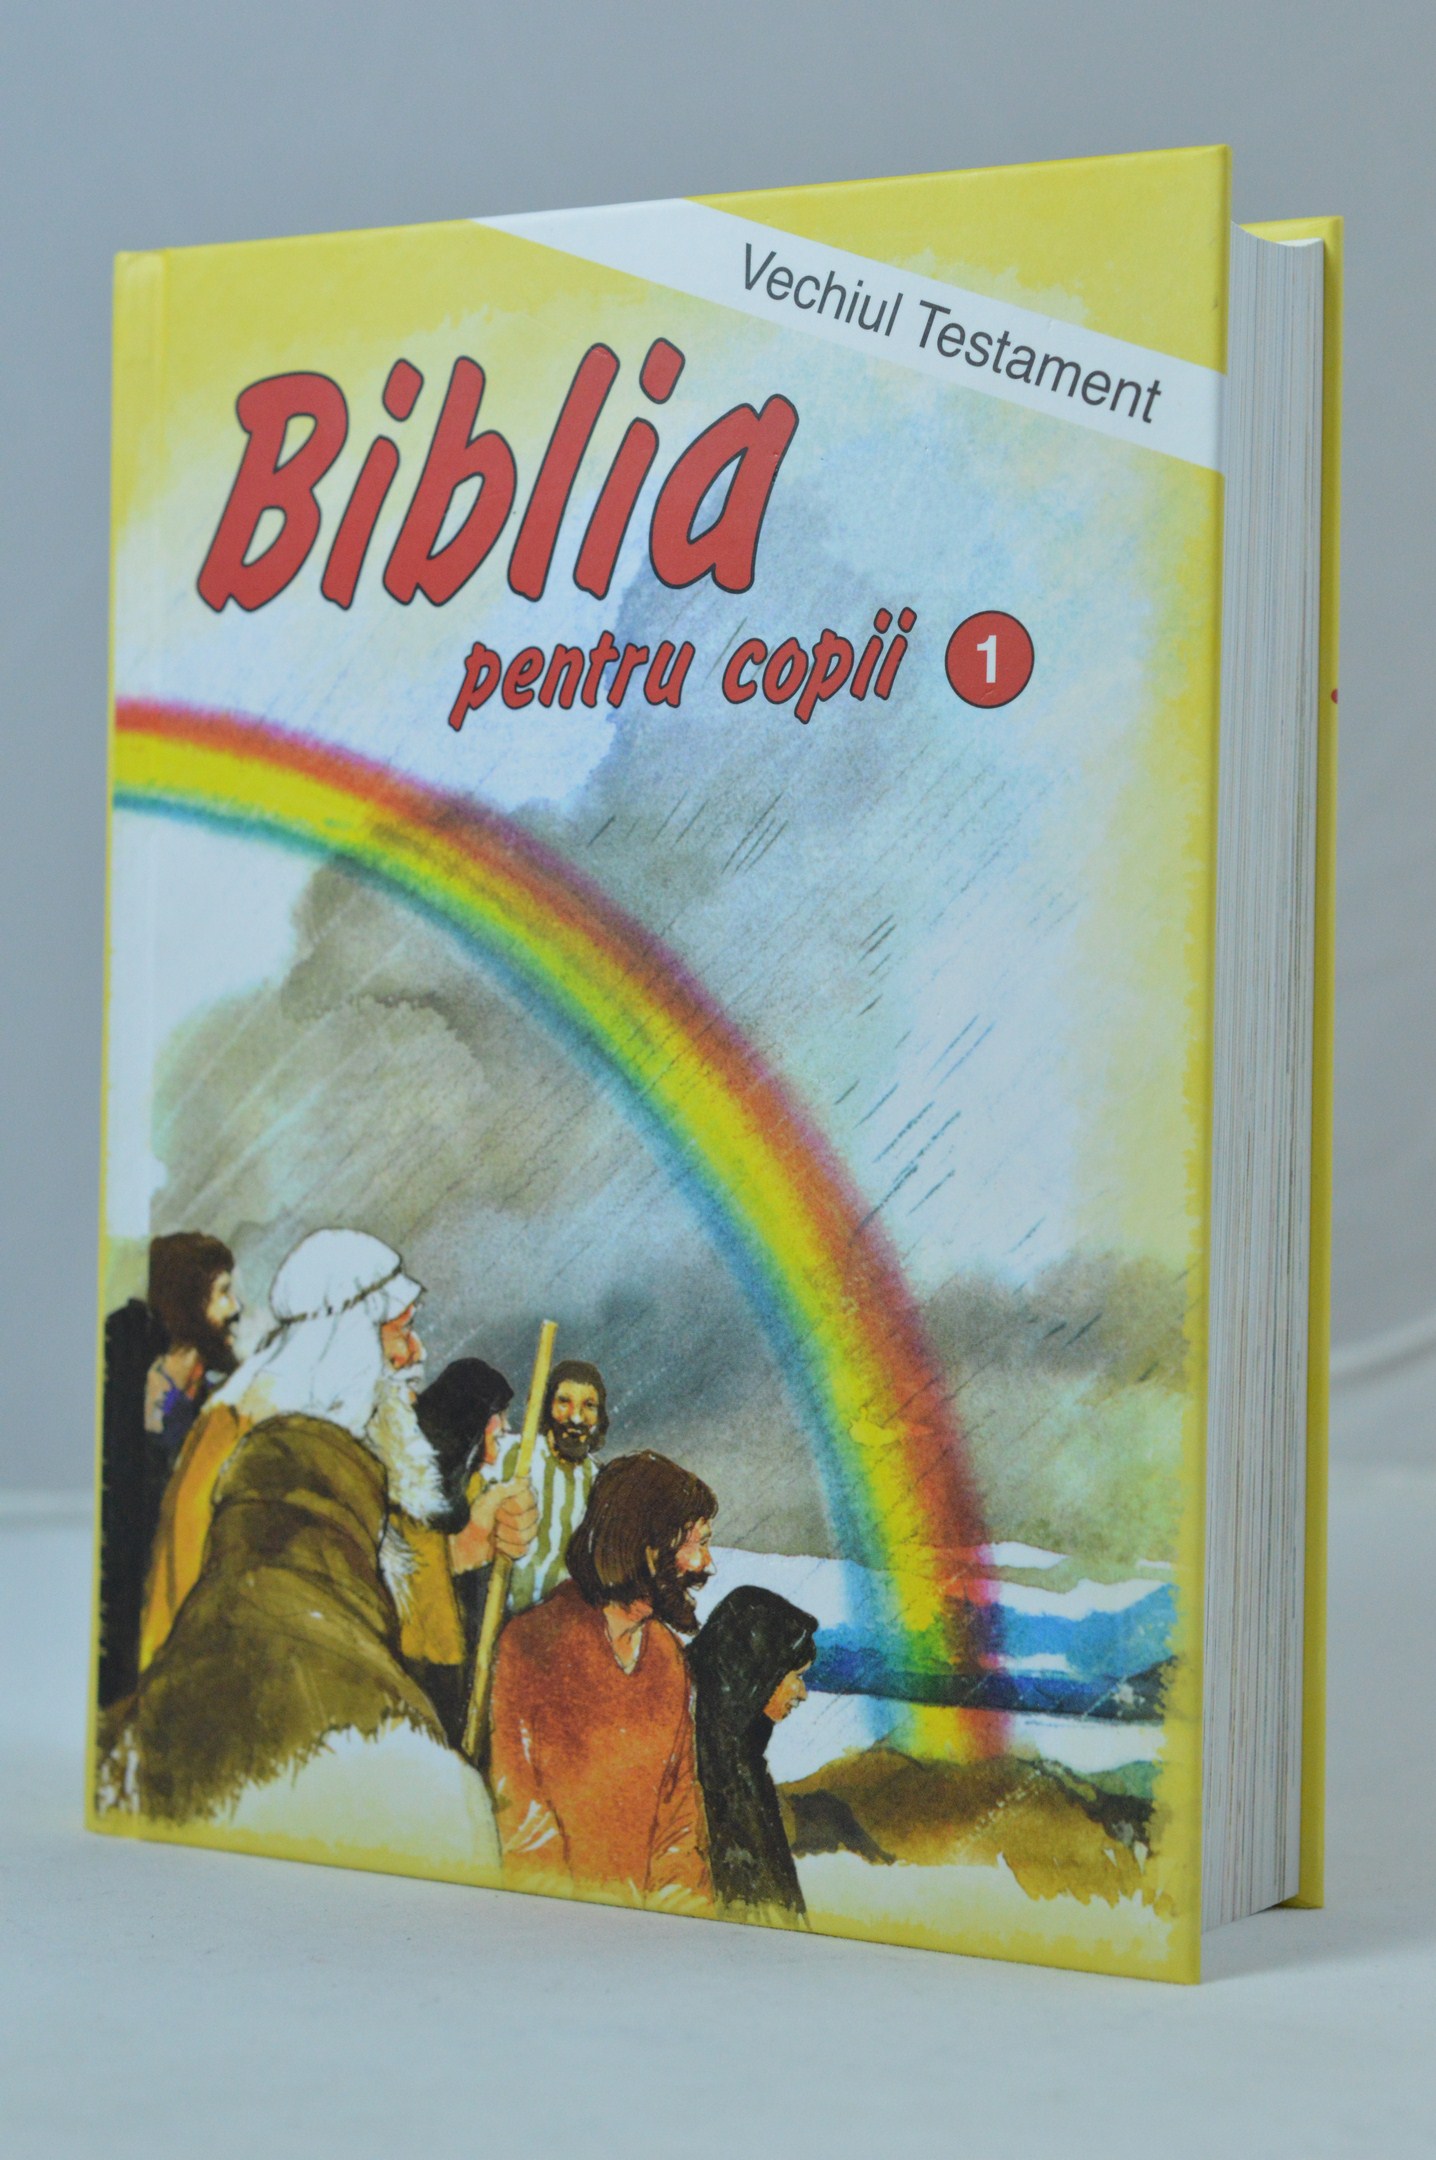 Vechiul Testament
Biblia
pentru copii 1